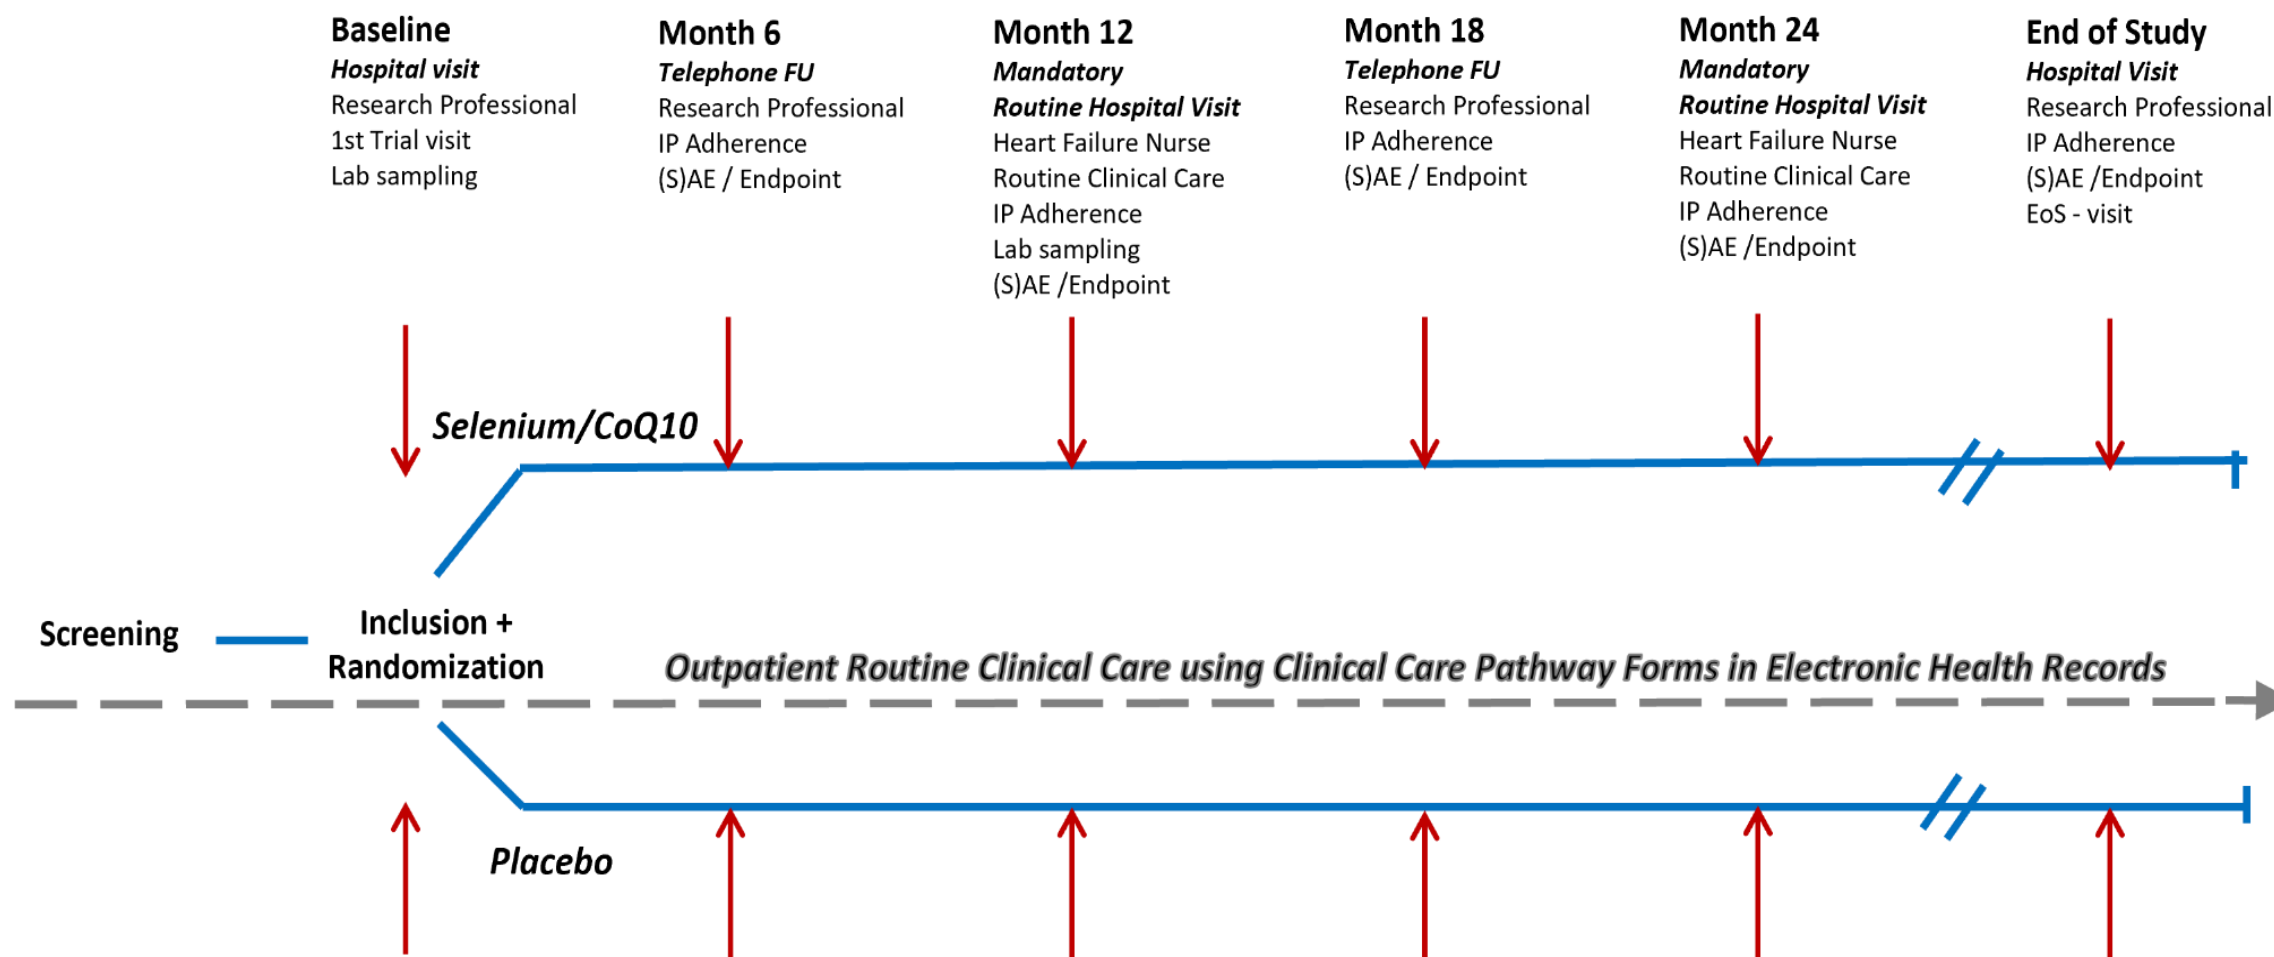 Baseline
Hospital visit
Research Professional
1st Trial visit
Lab sampling
Month 6
Telephone FU
Research Professional
IP Adherence
(S)AE / Endpoint
Month 12
Mandatory
Routine Hospital Visit
Heart Failure Nurse
Routine Clinical Care
IP Adherence
Lab sampling
(S)AE /Endpoint
Month 18
Telephone FU
Research Professional
IP Adherence
(S)AE / Endpoint
Month 24
Mandatory
Routine Hospital Visit
Heart Failure Nurse
Routine Clinical Care
IP Adherence
(S)AE /Endpoint
End of Study
Hospital Visit
Research Professional
IP Adherence
(S)AE /Endpoint
EoS - visit
Selenium/CoQ10
Screening
Inclusion +
Randomization
Outpatient Routine Clinical Care using Clinical Care Pathway Forms in Electronic Health Records
Placebo